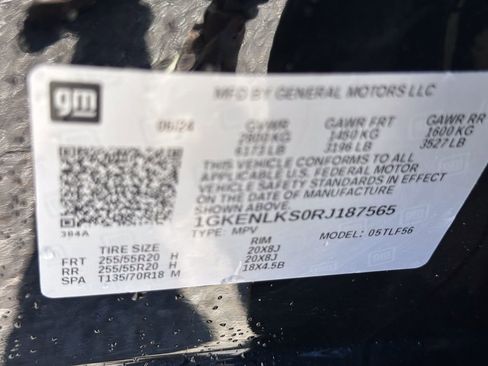 gm
MFD BY GENERAL MOTORS LLC
06/24 GVWR GAWR FRT GAWR RR
2800 KG 1450 KG 1600 KG
6173 LB 3196 LB 3527 LB
THIS VEHICLE CONFORMS TO ALL
APPLICABLE U.S. FEDERAL MOTOR
VEHICLE SAFETY STANDARDS IN EFFECT
ON THE DATE OF MANUFACTURE
SHOWN ABOVE.
1GKENLKS0RJ187565
384A TYPE: MPV MODEL: 05TLF56
TIRE SIZE RIM
FRT 255/55R20 H 20X8J
RR 255/55R20 H 20X8J
SPA T135/70R18 M 18X4.5B